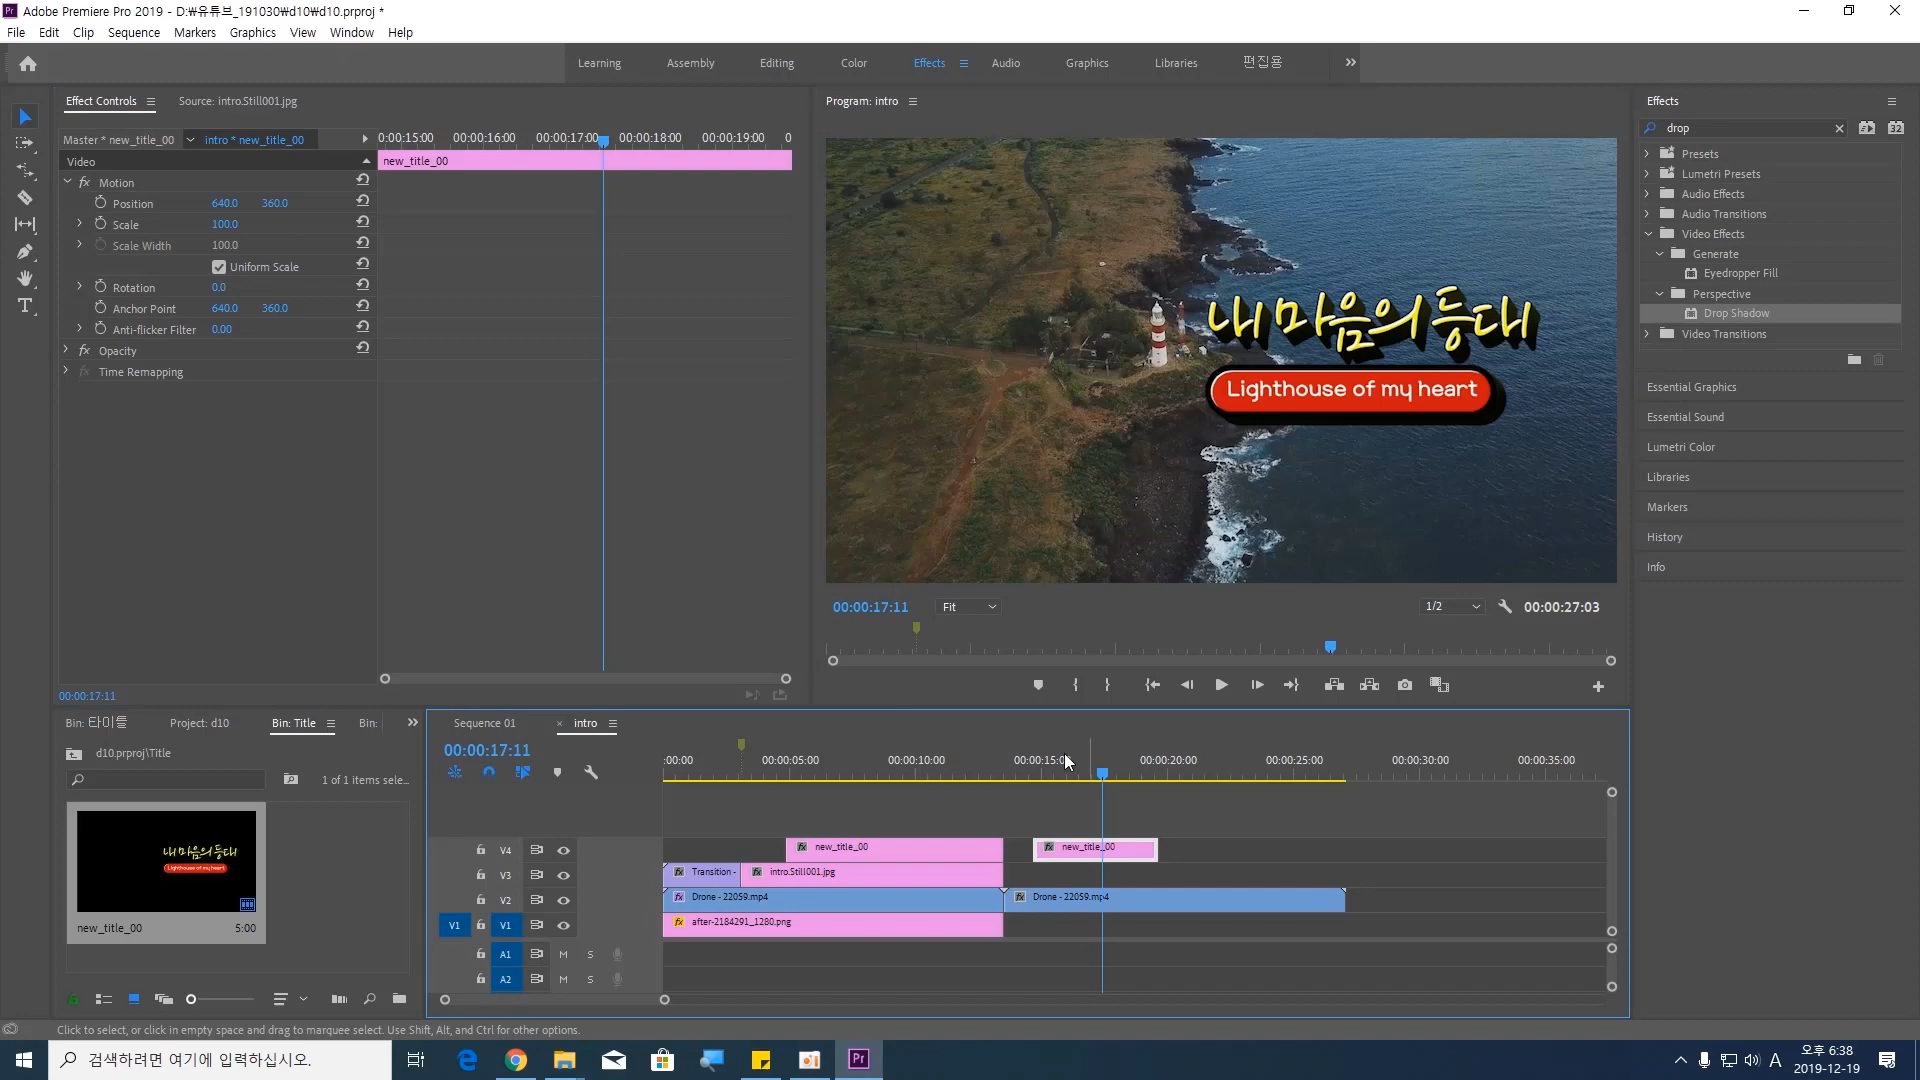 Adobe Premiere Pro 2019 - D:₩유튜브_191030₩d10₩d10.prproj *
File Edit Clip Sequence Markers Graphics View Window Help
Learning Assembly Editing Color Effects Audio Graphics Libraries 편집용
Effect Controls Source: intro.Still001.jpg
Master * new_title_00 intro * new_title_00
0:00:15:00 00:00:16:00 00:00:17:00 00:00:18:00 00:00:19:00 0
Video
new_title_00
fx Motion
Position 640.0 360.0
Scale 100.0
Scale Width 100.0
Uniform Scale
Rotation 0.0
Anchor Point 640.0 360.0
Anti-flicker Filter 0.00
fx Opacity
fx Time Remapping
00:00:17:11
Program: intro
내 마음의 등대
Lighthouse of my heart
00:00:17:11 Fit 1/2 00:00:27:03
Effects
drop
32
Presets
Lumetri Presets
Audio Effects
Audio Transitions
Video Effects
Generate
Eyedropper Fill
Perspective
Drop Shadow
Video Transitions
Essential Graphics
Essential Sound
Lumetri Color
Libraries
Markers
History
Info
Bin: 타이틀 Project: d10 Bin: Title Bin:
d10.prproj\Title
1 of 1 items sele...
내 마음의 등대
Lighthouse of my heart
new_title_00 5:00
Sequence 01 × intro
00:00:17:11
:00:00 00:00:05:00 00:00:10:00 00:00:15:00 00:00:20:00 00:00:25:00 00:00:30:00 00:00:35:00
V4 fx new_title_00 fx new_title_00
V3 fx Transition - fx intro.Still001.jpg
V2 fx Drone - 22059.mp4 fx Drone - 22059.mp4
V1 V1 fx after-2184291_1280.png
A1 M S
A2 M S
Click to select, or click in empty space and drag to marquee select. Use Shift, Alt, and Ctrl for other options.
검색하려면 여기에 입력하십시오.
Pr
A
오후 6:38
2019-12-19